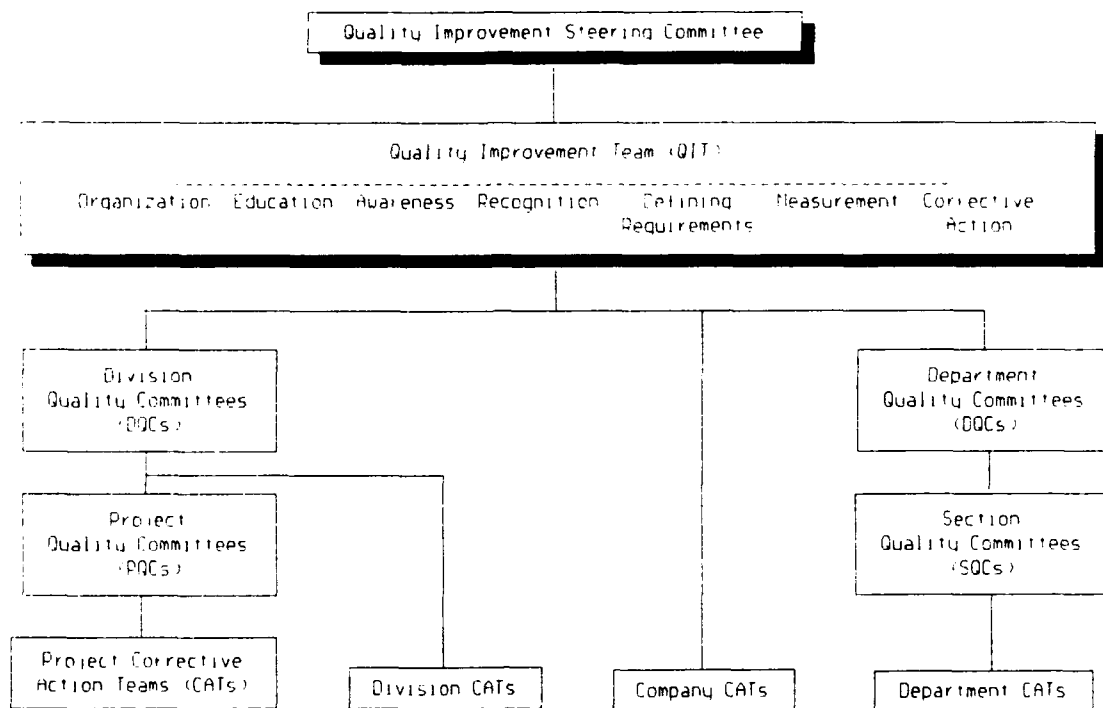 Quality Improvement Steering Committee
Quality Improvement Team (QIT)
Organization Education Awareness Recognition Defining Requirements Measurement Corrective Action
Division
Quality Committees
(DQCs)
Department
Quality Committees
(DQCs)
Project
Quality Committees
(PQCs)
Section
Quality Committees
(SQCs)
Project Corrective
Action Teams (CATs)
Division CATs
Company CATs
Department CATs